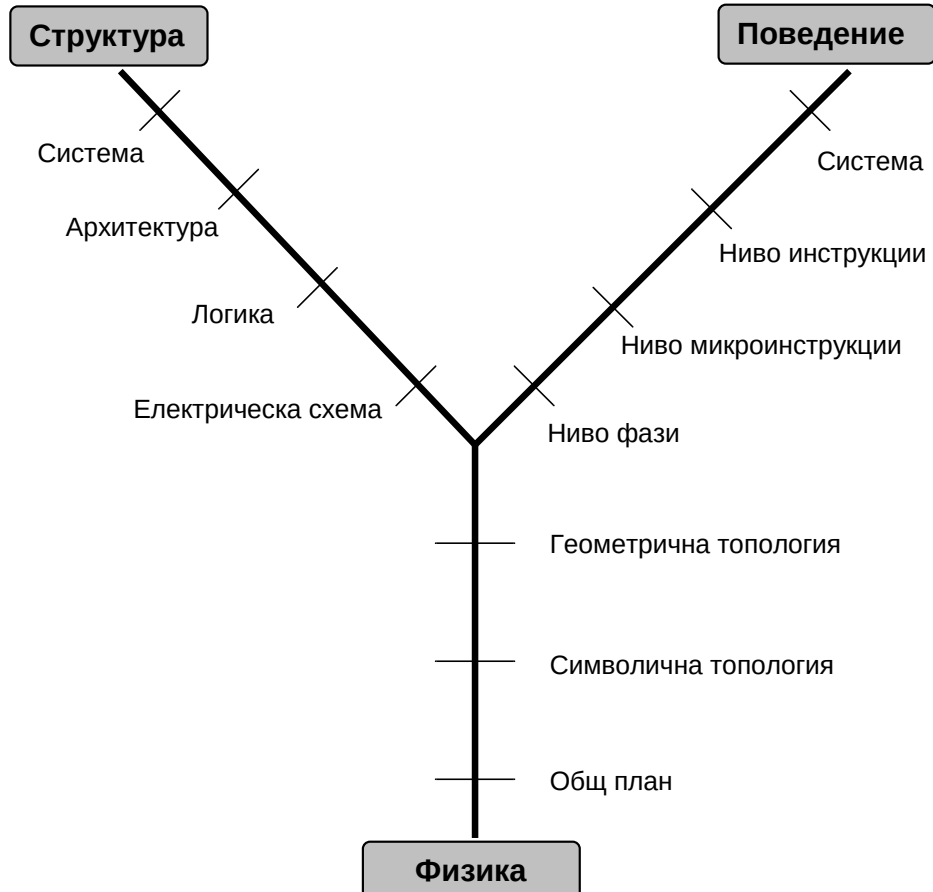 Структура
Поведение
Система
Система
Архитектура
Ниво инструкции
Логика
Ниво микроинструкции
Електрическа схема
Ниво фази
Геометрична топология
Символична топология
Общ план
Физика